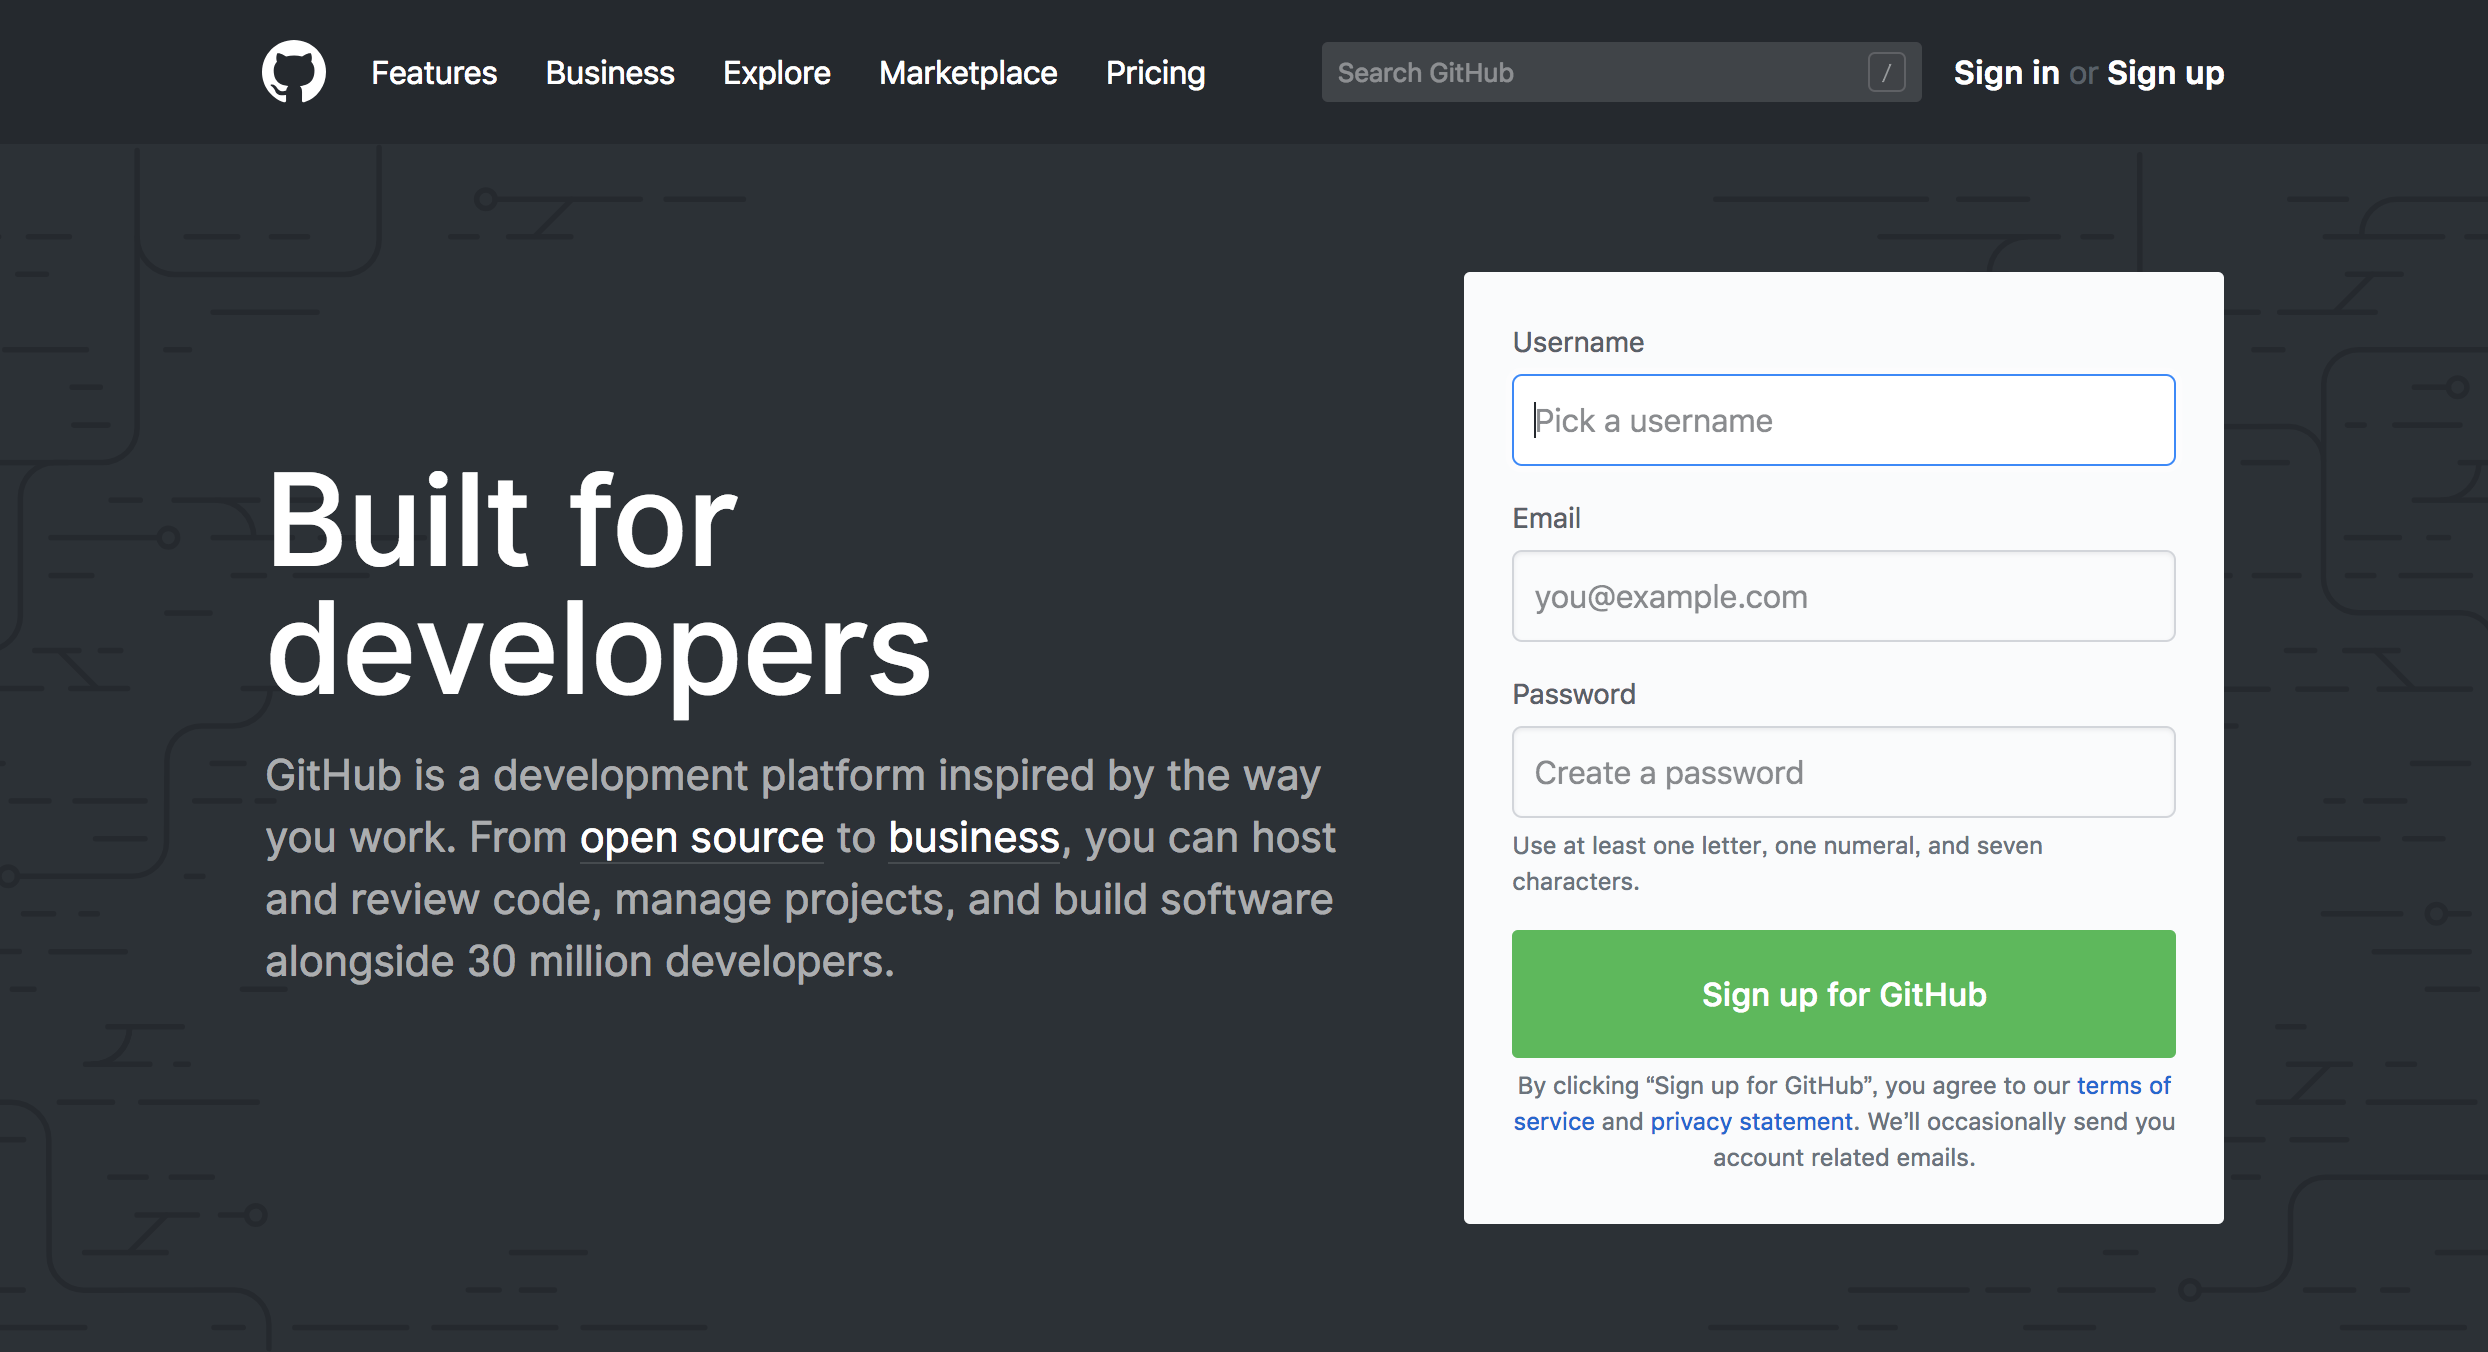 Features Business Explore Marketplace Pricing Search GitHub / Sign in or Sign up
Built for
developers
GitHub is a development platform inspired by the way
you work. From open source to business, you can host
and review code, manage projects, and build software
alongside 30 million developers.
Username
Pick a username
Email
you@example.com
Password
Create a password
Use at least one letter, one numeral, and seven
characters.
Sign up for GitHub
By clicking “Sign up for GitHub”, you agree to our terms of
service and privacy statement. We’ll occasionally send you
account related emails.